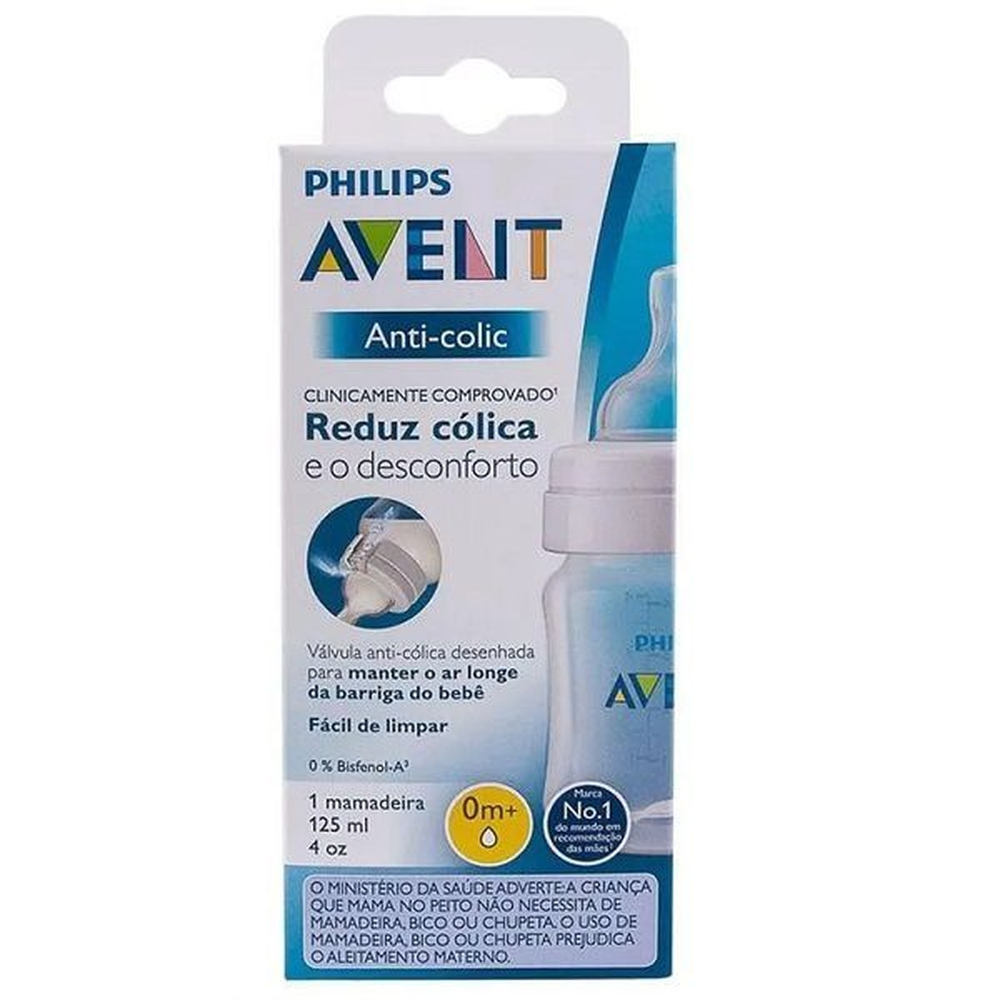 PHILIPS
AVENT
Anti-colic
CLINICAMENTE COMPROVADO¹
Reduz cólica
e o desconforto
Válvula anti-cólica desenhada
para manter o ar longe
da barriga do bebê
Fácil de limpar
0 % Bisfenol-A³
1 mamadeira
125 ml
4 oz
0m+
Marca
No.1
do mundo em
recomendação
das mães²
PHI
AVE
O MINISTÉRIO DA SAÚDE ADVERTE: A CRIANÇA
QUE MAMA NO PEITO NÃO NECESSITA DE
MAMADEIRA, BICO OU CHUPETA. O USO DE
MAMADEIRA, BICO OU CHUPETA PREJUDICA
O ALEITAMENTO MATERNO.